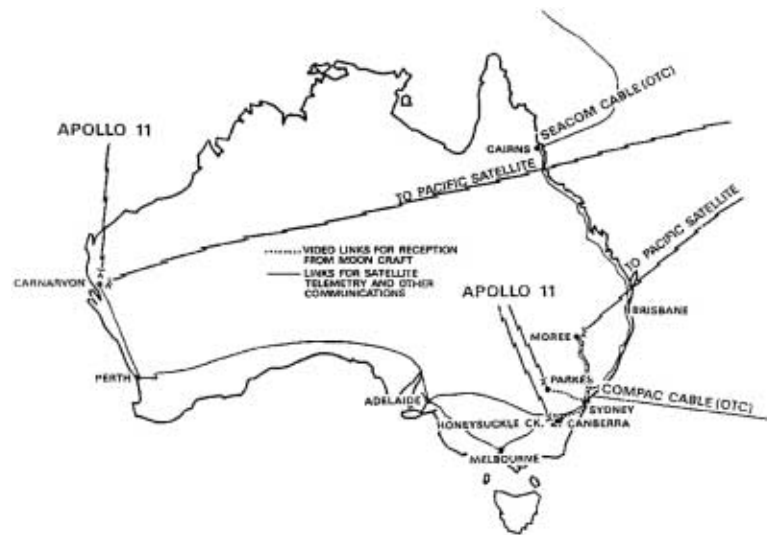 SEACOM CABLE (OTC)
APOLLO 11
CAIRNS
TO PACIFIC SATELLITE
VIDEO LINKS FOR RECEPTION
FROM MOON CRAFT
LINKS FOR SATELLITE
TELEMETRY AND OTHER
COMMUNICATIONS
TO PACIFIC SATELLITE
CARNARVON
APOLLO 11
BRISBANE
MOREE
PERTH
PARKES
COMPAC CABLE (OTC)
ADELAIDE
SYDNEY
HONEYSUCKLE CK.
CANBERRA
MELBOURNE